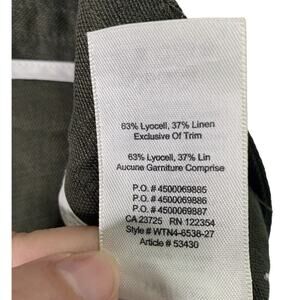 63% Lyocell, 37% Linen
Exclusive Of Trim
63% Lyocell, 37% Lin
Aucune Garniture Comprise
P.O. # 4500069885
P.O. # 4500069886
P.O. # 4500069887
CA 23725 RN 122354
Style # WTN4-6538-27
Article # 53430